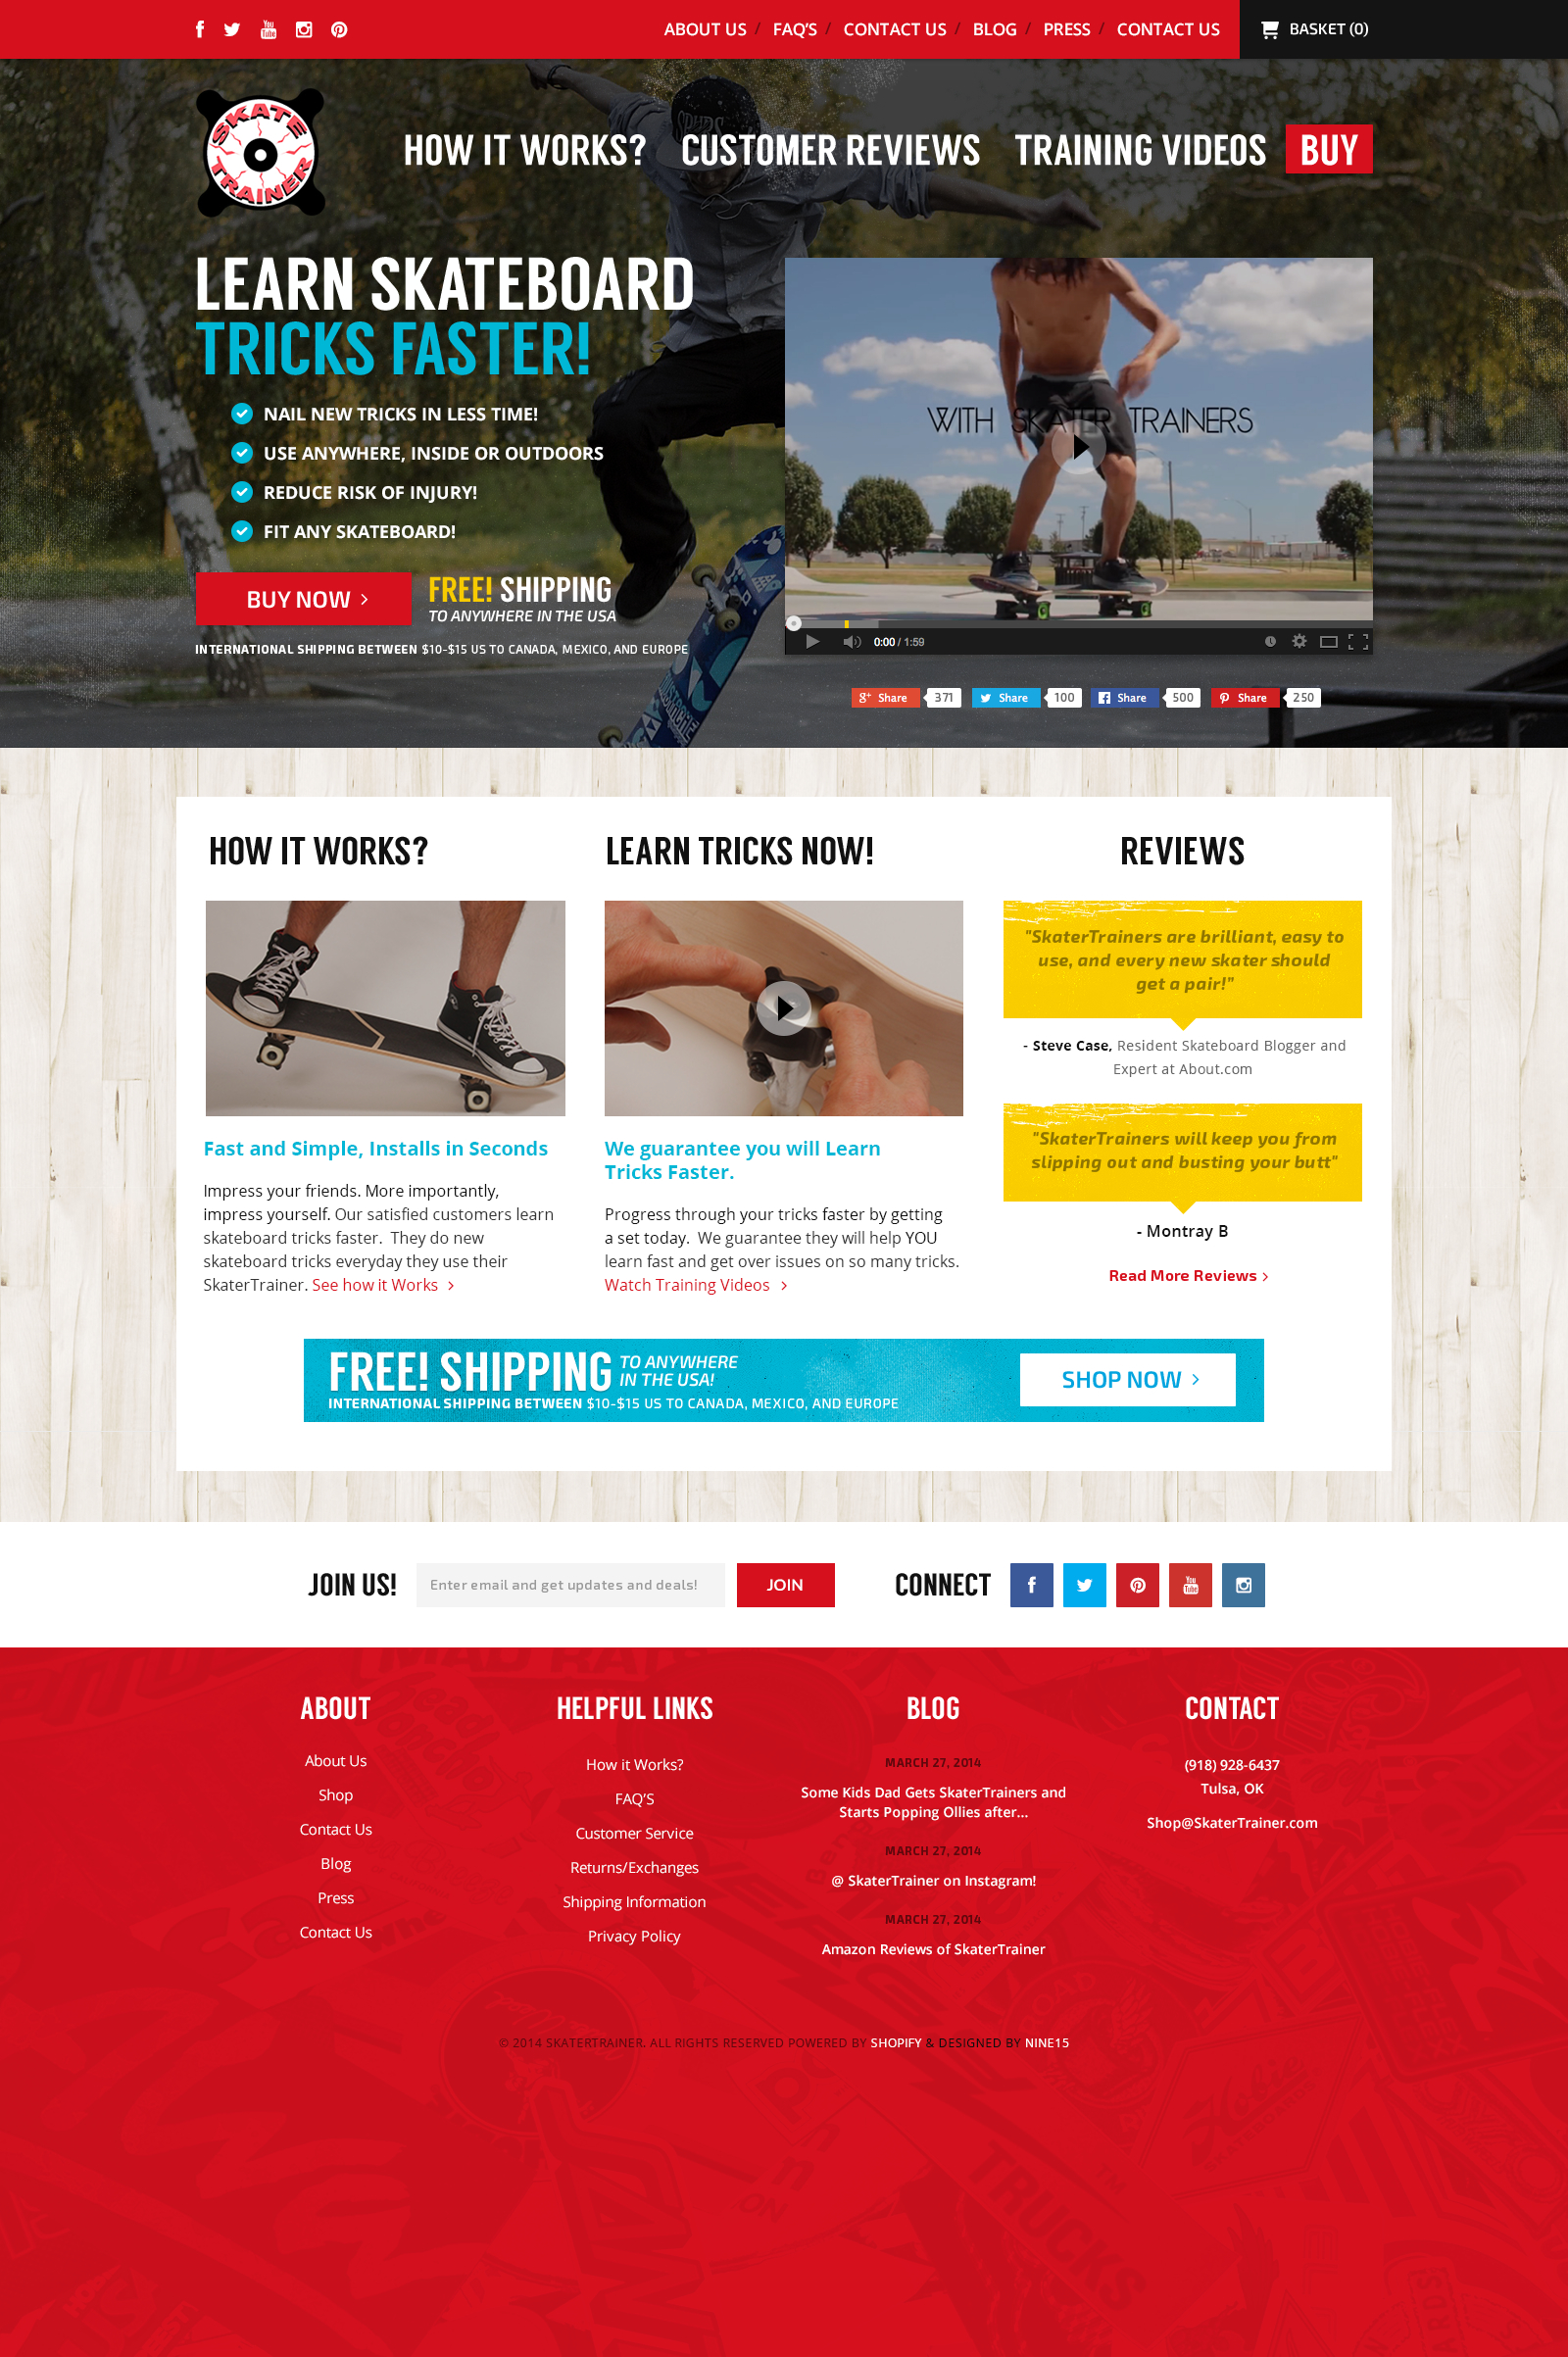 ABOUT US / FAQ'S / CONTACT US / BLOG / PRESS / CONTACT US
BASKET (0)
SKATE
TRAINER
HOW IT WORKS?
CUSTOMER REVIEWS
TRAINING VIDEOS
BUY
LEARN SKATEBOARD
TRICKS FASTER!
NAIL NEW TRICKS IN LESS TIME!
USE ANYWHERE, INSIDE OR OUTDOORS
REDUCE RISK OF INJURY!
FIT ANY SKATEBOARD!
BUY NOW
FREE! SHIPPING
TO ANYWHERE IN THE USA
INTERNATIONAL SHIPPING BETWEEN $10-$15 US TO CANADA, MEXICO, AND EUROPE
WITH SKATER TRAINERS
0:00 / 1:59
Share 371
Share 100
Share 500
Share 250
HOW IT WORKS?
Fast and Simple, Installs in Seconds
Impress your friends. More importantly,
impress yourself. Our satisfied customers learn
skateboard tricks faster. They do new
skateboard tricks everyday they use their
SkaterTrainer. See how it Works
LEARN TRICKS NOW!
We guarantee you will Learn
Tricks Faster.
Progress through your tricks faster by getting
a set today. We guarantee they will help YOU
learn fast and get over issues on so many tricks.
Watch Training Videos
REVIEWS
"SkaterTrainers are brilliant, easy to
use, and every new skater should
get a pair!"
- Steve Case, Resident Skateboard Blogger and
Expert at About.com
"SkaterTrainers will keep you from
slipping out and busting your butt"
- Montray B
Read More Reviews
FREE! SHIPPING
TO ANYWHERE
IN THE USA!
INTERNATIONAL SHIPPING BETWEEN $10-$15 US TO CANADA, MEXICO, AND EUROPE
SHOP NOW
JOIN US!
Enter email and get updates and deals!
JOIN
CONNECT
ABOUT
About Us
Shop
Contact Us
Blog
Press
Contact Us
HELPFUL LINKS
How it Works?
FAQ'S
Customer Service
Returns/Exchanges
Shipping Information
Privacy Policy
BLOG
MARCH 27, 2014
Some Kids Dad Gets SkaterTrainers and
Starts Popping Ollies after...
MARCH 27, 2014
@ SkaterTrainer on Instagram!
MARCH 27, 2014
Amazon Reviews of SkaterTrainer
CONTACT
(918) 928-6437
Tulsa, OK
Shop@SkaterTrainer.com
© 2014 SKATERTRAINER. ALL RIGHTS RESERVED POWERED BY SHOPIFY & DESIGNED BY NINE15